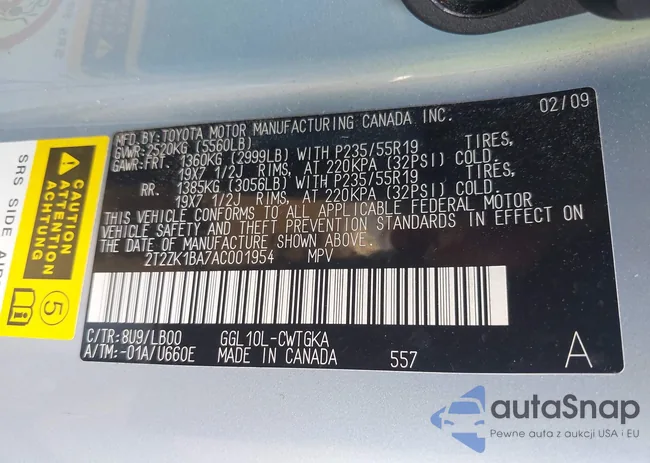 MFD. BY: TOYOTA MOTOR MANUFACTURING CANADA INC. 02/09
GVWR: 2520KG (5560LB)
GAWR: FRT. 1360KG (2999LB) WITH P235/55R19 TIRES,
19X7 1/2J RIMS, AT 220KPA (32PSI) COLD.
RR. 1385KG (3056LB) WITH P235/55R19 TIRES,
19X7 1/2J RIMS, AT 220KPA (32PSI) COLD.
THIS VEHICLE CONFORMS TO ALL APPLICABLE FEDERAL MOTOR
VEHICLE SAFETY AND THEFT PREVENTION STANDARDS IN EFFECT ON
THE DATE OF MANUFACTURE SHOWN ABOVE.
2T2ZK1BA7AC001954 MPV
C/TR: 8U9/LB00 GGL10L-CWTGKA
A/TM: -01A/U660E MADE IN CANADA 557 A
CAUTION
ATTENTION
ACHTUNG
5
SRS SIDE
autoSnap
Pewne auta z aukcji USA i EU